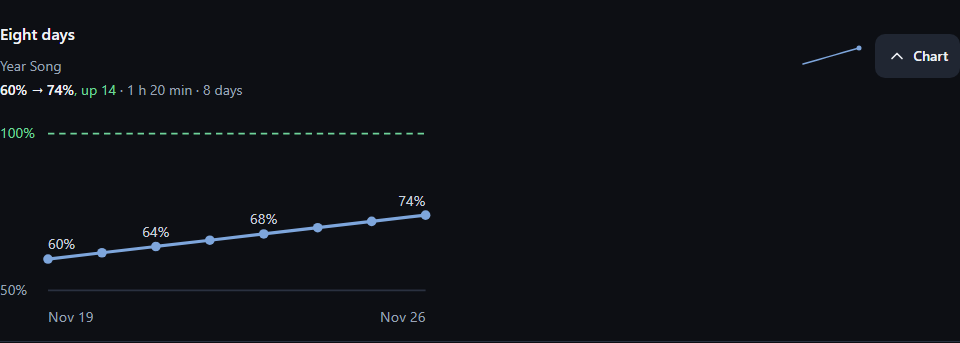 Eight days
Chart
Year Song
60% → 74%, up 14 · 1 h 20 min · 8 days
100%
74%
68%
64%
60%
50%
Nov 19
Nov 26